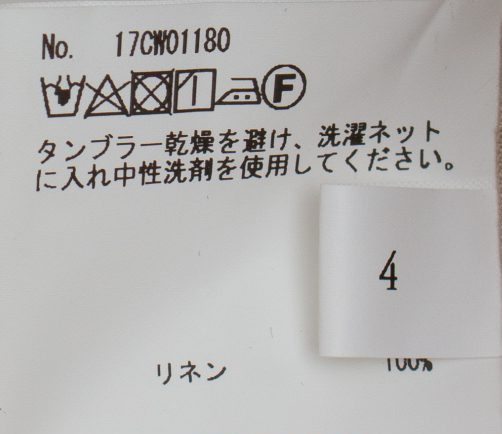 No. 17CW01180
F
タンブラー乾燥を避け、洗濯ネット
に入れ中性洗剤を使用してください。
4
リネン 100%